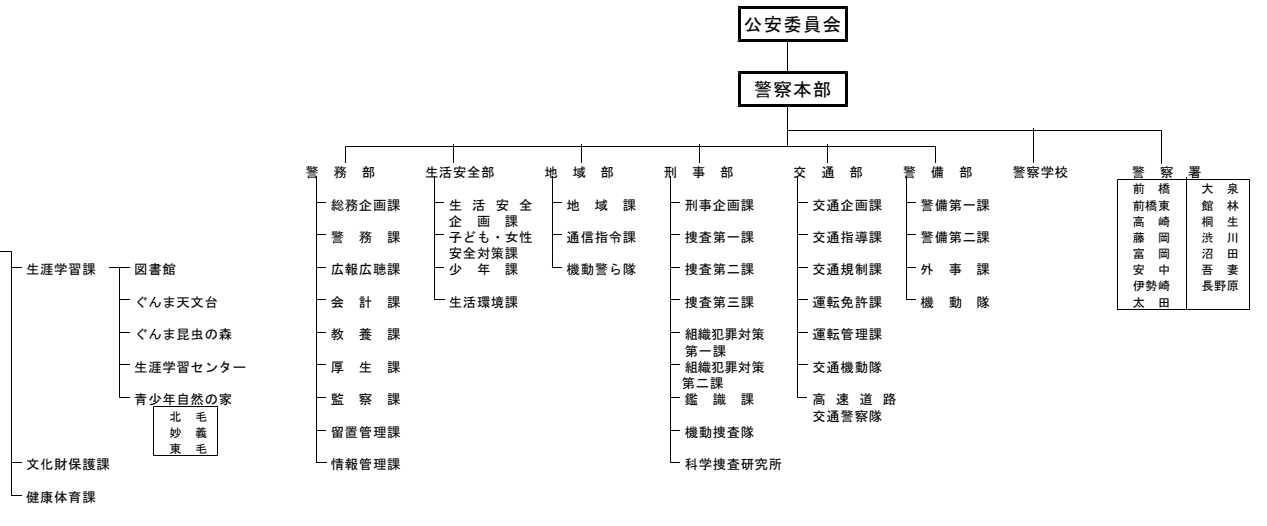 公安委員会
警察本部
警務部
総務企画課
警務課
広報広聴課
会計課
教養課
厚生課
監察課
留置管理課
情報管理課
生活安全部
生活安全
企画課
子ども・女性
安全対策課
少年課
生活環境課
地域部
地域課
通信指令課
機動警ら隊
刑事部
刑事企画課
捜査第一課
捜査第二課
捜査第三課
組織犯罪対策
第一課
組織犯罪対策
第二課
鑑識課
機動捜査隊
科学捜査研究所
交通部
交通企画課
交通指導課
交通規制課
運転免許課
運転管理課
交通機動隊
高速道路
交通警察隊
警備部
警備第一課
警備第二課
外事課
機動隊
警察学校
警察署
前橋
前橋東
高崎
藤岡
富岡
安中
伊勢崎
太田
大泉
館林
桐生
渋川
沼田
吾妻
長野原
生涯学習課
図書館
ぐんま天文台
ぐんま昆虫の森
生涯学習センター
青少年自然の家
北毛
妙義
東毛
文化財保護課
健康体育課